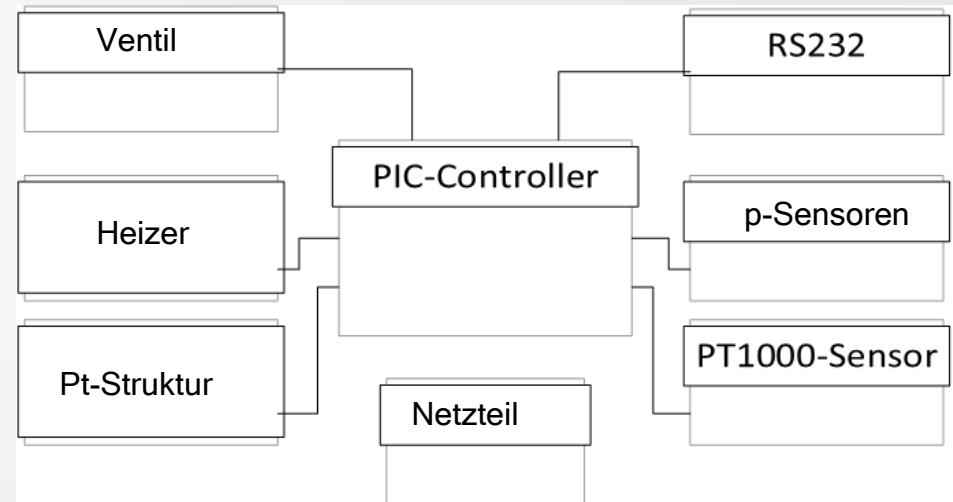 Ventil
RS232
PIC-Controller
Heizer
p-Sensoren
Pt-Struktur
PT1000-Sensor
Netzteil